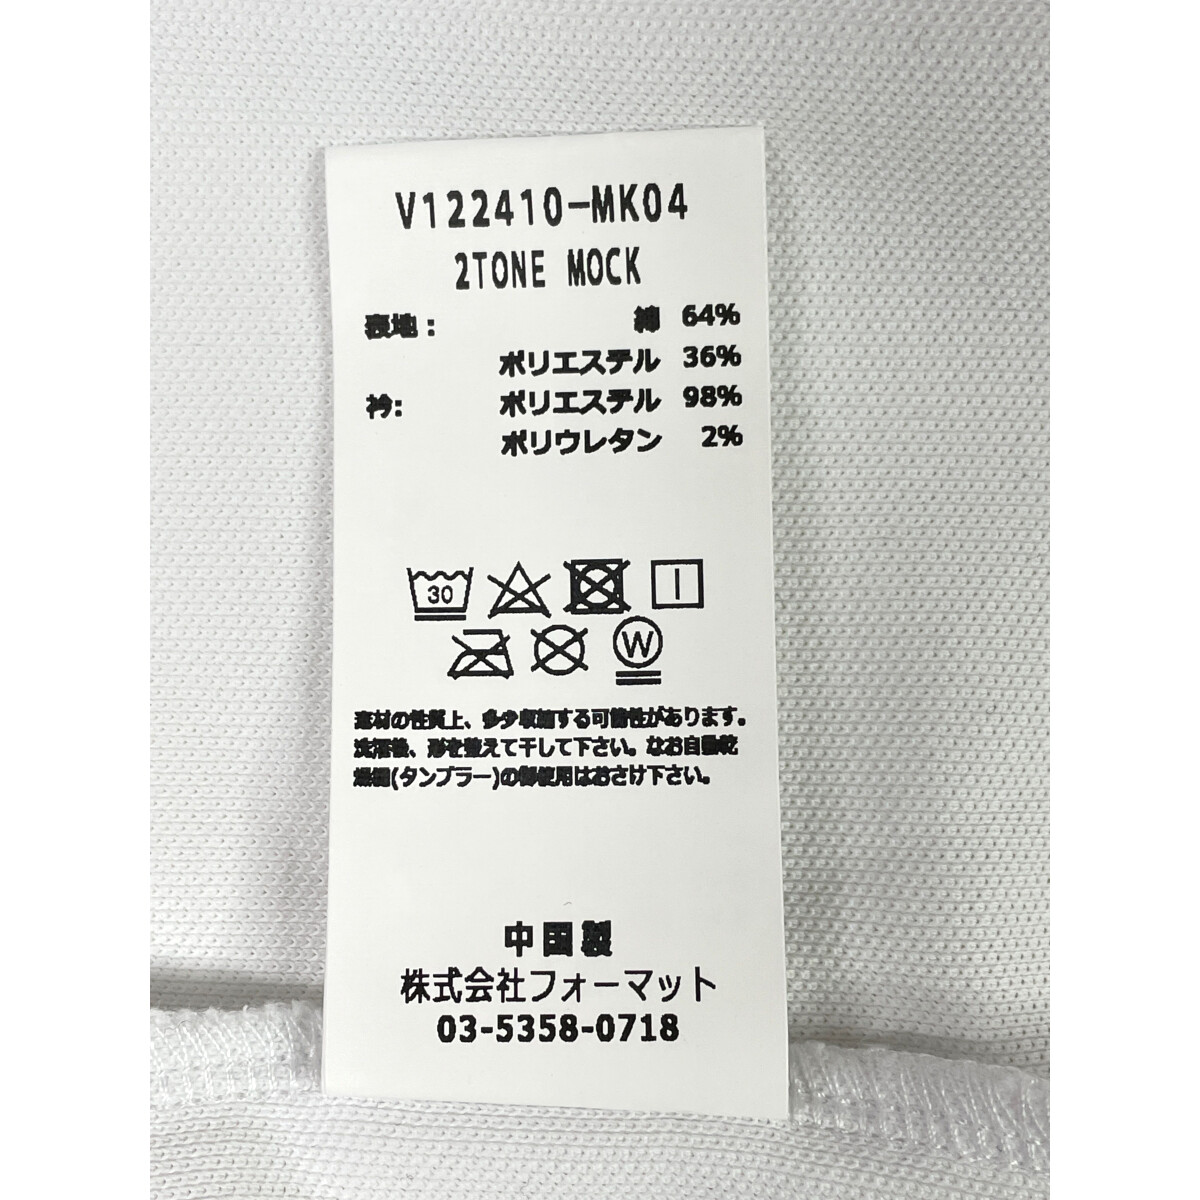 V122410-MK04
2TONE MOCK
表地: 綿 64%
ポリエステル 36%
衿: ポリエステル 98%
ポリウレタン 2%
30
W
素材の性質上、多少収縮する可能性があります。
洗濯後、形を整えて干して下さい。なお自動乾
燥機(タンブラー)の御使用はおさけ下さい。
中国製
株式会社フォーマット
03-5358-0718